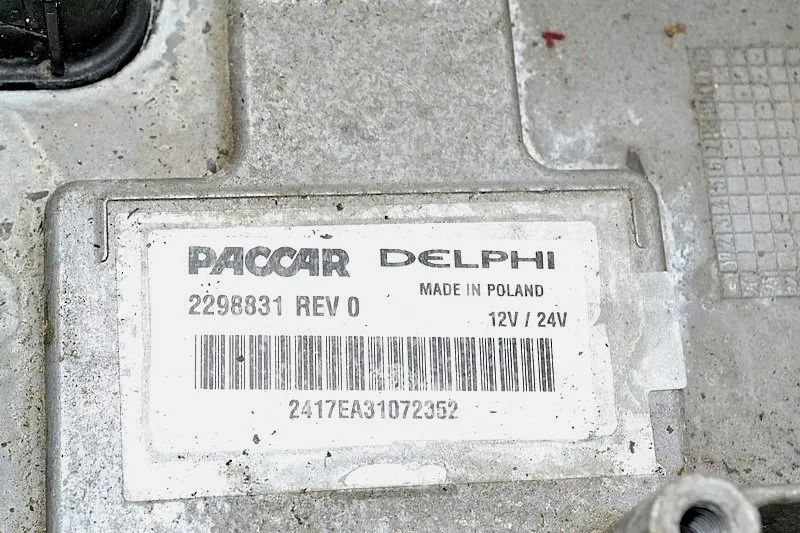 PACCAR DELPHI
MADE IN POLAND
2298831 REV 0
12V / 24V
2417EA31072352